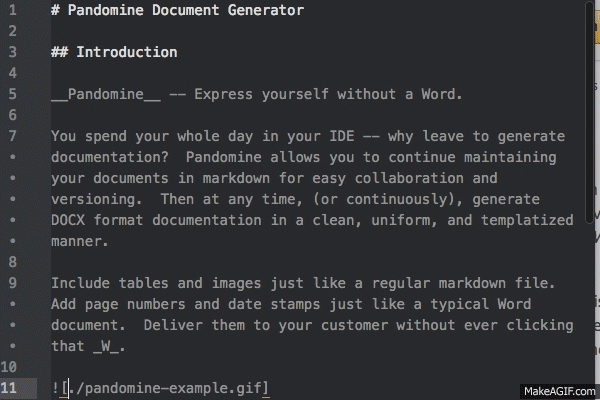 1 # Pandomine Document Generator
2
3 ## Introduction
4
5 __Pandomine__ -- Express yourself without a Word.
6
7 You spend your whole day in your IDE -- why leave to generate
• documentation?  Pandomine allows you to continue maintaining
• your documents in markdown for easy collaboration and
• versioning.  Then at any time, (or continuously), generate
• DOCX format documentation in a clean, uniform, and templatized
• manner.
8
9 Include tables and images just like a regular markdown file.
• Add page numbers and date stamps just like a typical Word
• document.  Deliver them to your customer without ever clicking
• that _W_.
10
11 ![./pandomine-example.gif]
MakeAGIF.com